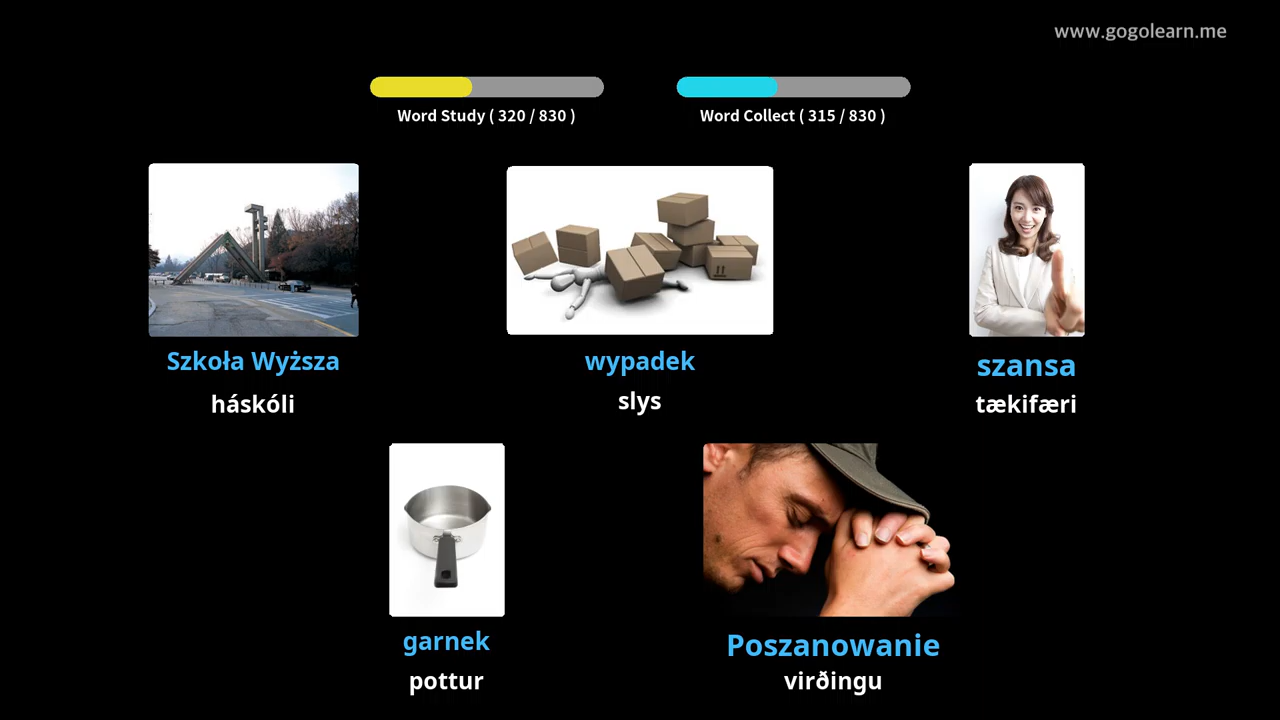 www.gogolearn.me
Word Study ( 320 / 830 )
Word Collect ( 315 / 830 )
Szkoła Wyższa
wypadek
szansa
háskóli
slys
tækifæri
garnek
Poszanowanie
pottur
virðingu